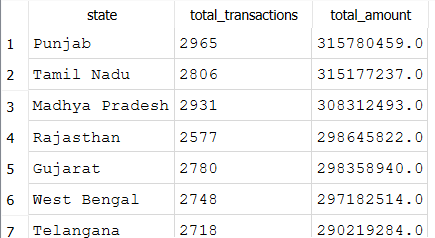 state total_transactions total_amount
1 Punjab 2965 315780459.0
2 Tamil Nadu 2806 315177237.0
3 Madhya Pradesh 2931 308312493.0
4 Rajasthan 2577 298645822.0
5 Gujarat 2780 298358940.0
6 West Bengal 2748 297182514.0
7 Telangana 2718 290219284.0